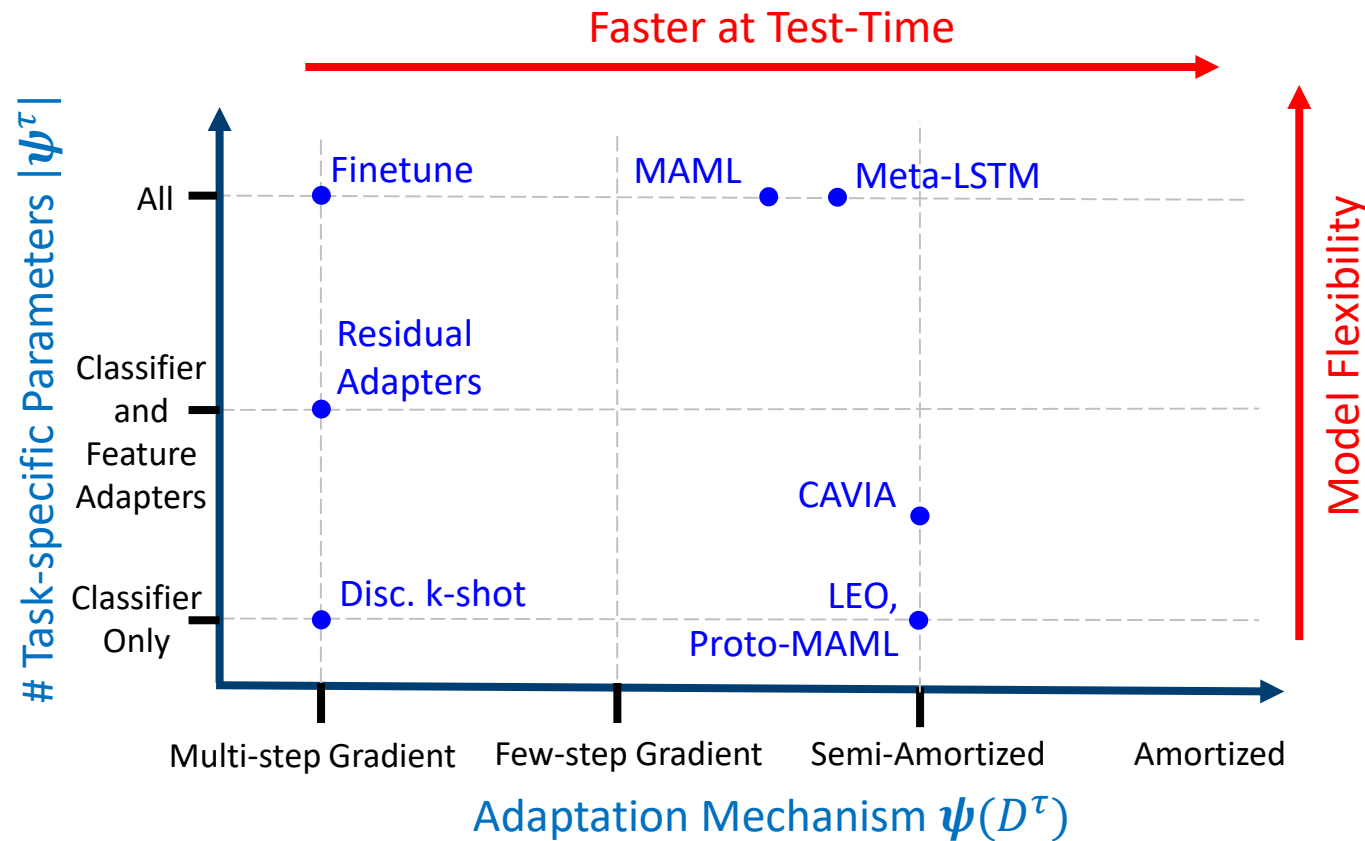 Faster at Test-Time
# Task-specific Parameters |𝝍^τ|
Model Flexibility
All
Finetune
MAML
Meta-LSTM
Classifier
and
Feature
Adapters
Residual
Adapters
CAVIA
Classifier
Only
Disc. k-shot
LEO,
Proto-MAML
Multi-step Gradient
Few-step Gradient
Semi-Amortized
Amortized
Adaptation Mechanism 𝝍(D^τ)